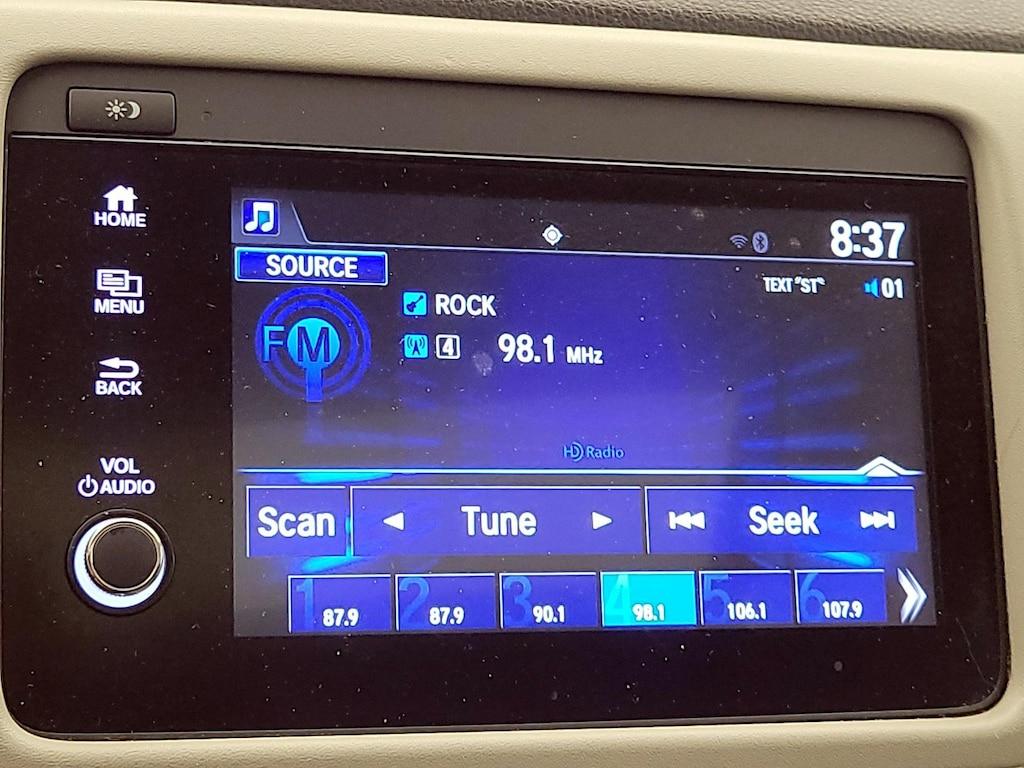 HOME
MENU
BACK
VOL
AUDIO
8:37
SOURCE
TEXT "ST"
01
FM
ROCK
4 98.1 MHz
HD Radio
Scan Tune Seek
1 87.9 2 87.9 3 90.1 4 98.1 5 106.1 6 107.9